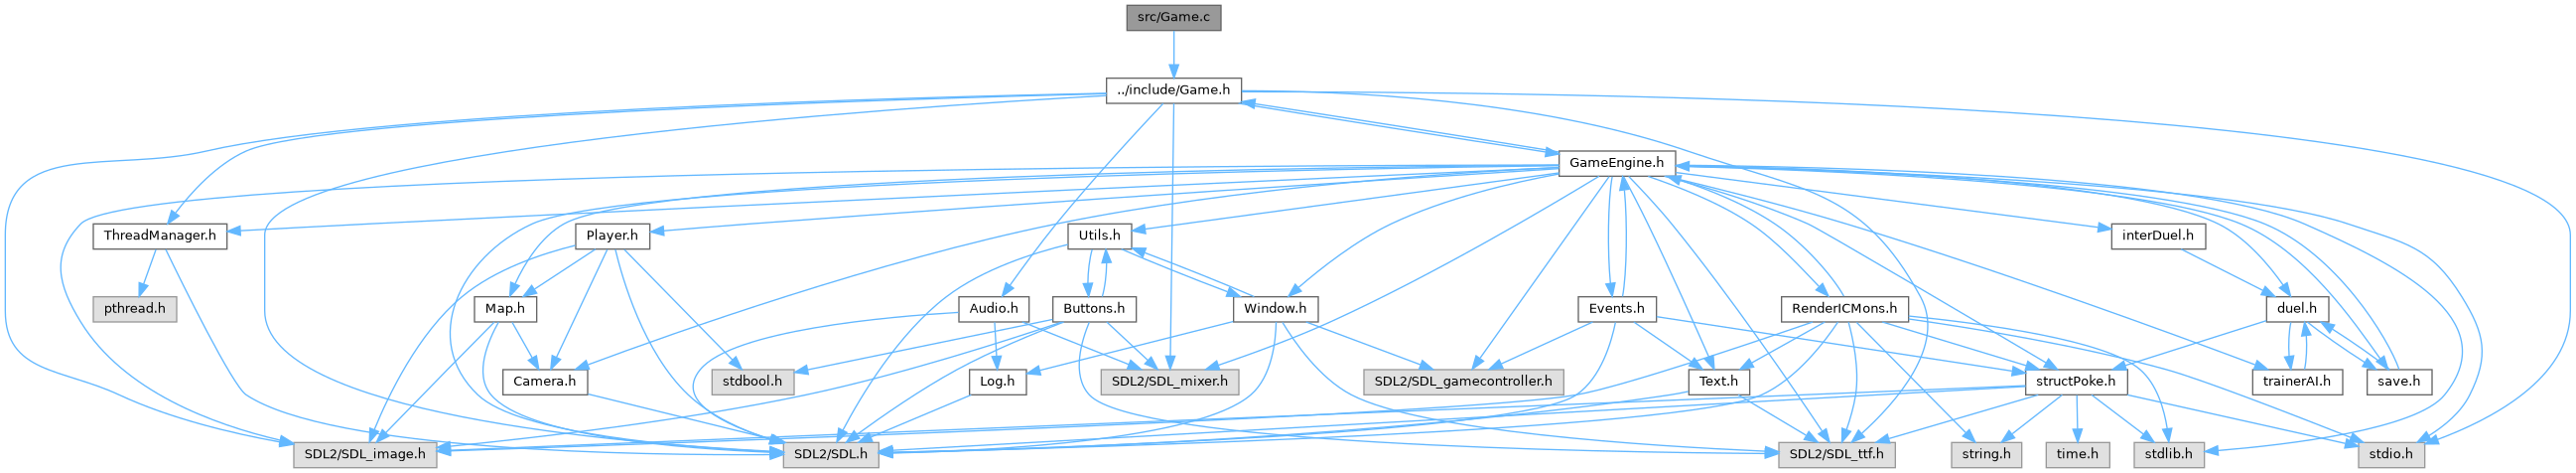 src/Game.c
../include/Game.h
GameEngine.h
ThreadManager.h
Player.h
Utils.h
interDuel.h
pthread.h
Map.h
Audio.h
Buttons.h
Window.h
Events.h
RenderICMons.h
duel.h
Camera.h
stdbool.h
Log.h
SDL2/SDL_mixer.h
SDL2/SDL_gamecontroller.h
Text.h
structPoke.h
trainerAI.h
save.h
SDL2/SDL_image.h
SDL2/SDL.h
SDL2/SDL_ttf.h
string.h
time.h
stdlib.h
stdio.h